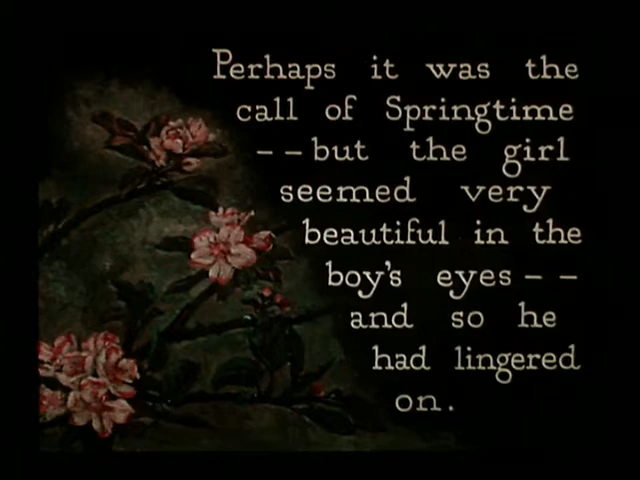 Perhaps it was the
call of Springtime
--but the girl
seemed very
beautiful in the
boy's eyes--
and so he
had lingered
on.